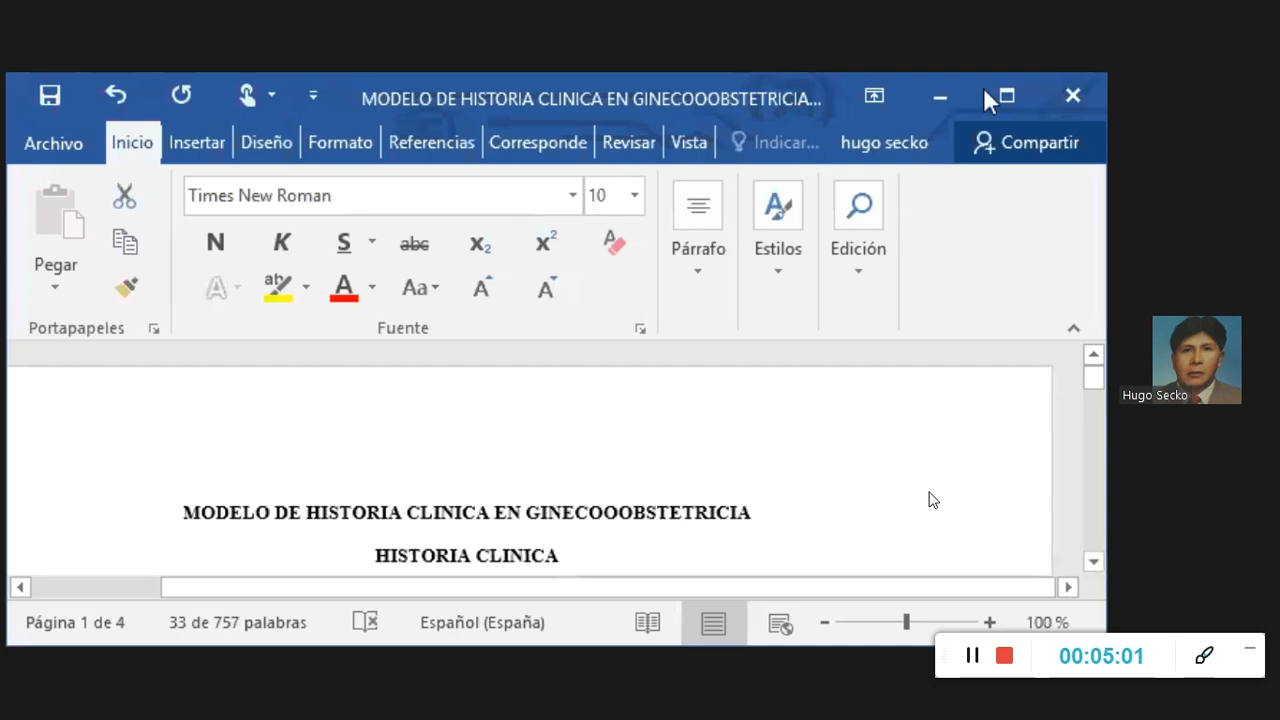 MODELO DE HISTORIA CLINICA EN GINECOOOBSTETRICIA...
Archivo Inicio Insertar Diseño Formato Referencias Corresponde Revisar Vista Indicar... hugo secko Compartir
Times New Roman 10
N K S abc X₂ X² A
Pegar Párrafo Estilos Edición
A aby A Aa A A
Portapapeles Fuente
Hugo Secko
MODELO DE HISTORIA CLINICA EN GINECOOOBSTETRICIA
HISTORIA CLINICA
Página 1 de 4 33 de 757 palabras Español (España) 100 %
00:05:01